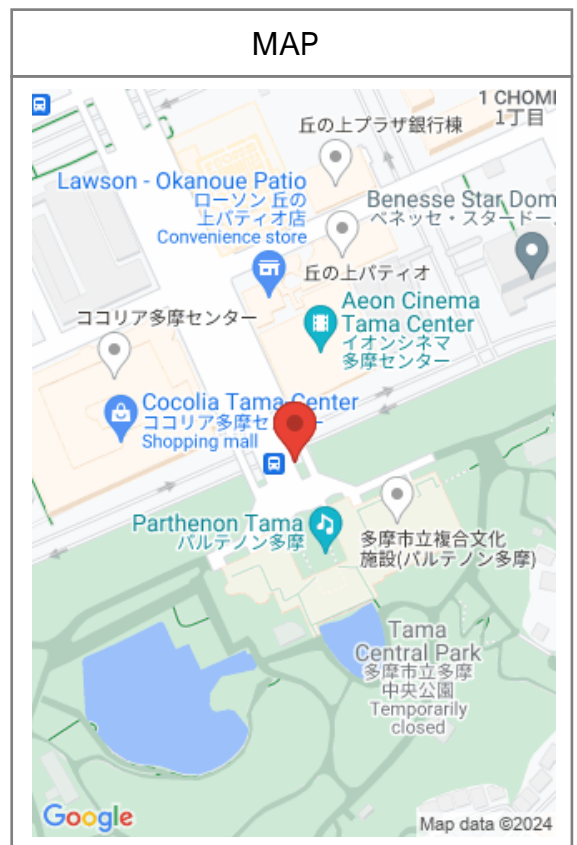 MAP
1 CHOM
1丁目
丘の上プラザ銀行棟
Lawson - Okanoue Patio
ローソン 丘の
上パティオ店
Convenience store
Benesse Star Dom
ベネッセ・スタードー
丘の上パティオ
Aeon Cinema
Tama Center
イオンシネマ
多摩センター
ココリア多摩センター
Cocolia Tama Center
ココリア多摩セ
ー
Shopping mall
Parthenon Tama
パルテノン多摩
多摩市立複合文化
施設(パルテノン多摩)
Tama
Central Park
多摩市立多摩
中央公園
Temporarily
closed
Google
Map data ©2024